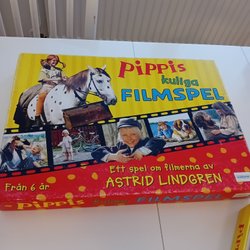 Pippis
kuliga
FILMSPEL
Ett spel om filmerna av
ASTRID LINDGREN
Från 6 år
Pippis
FILMSPEL